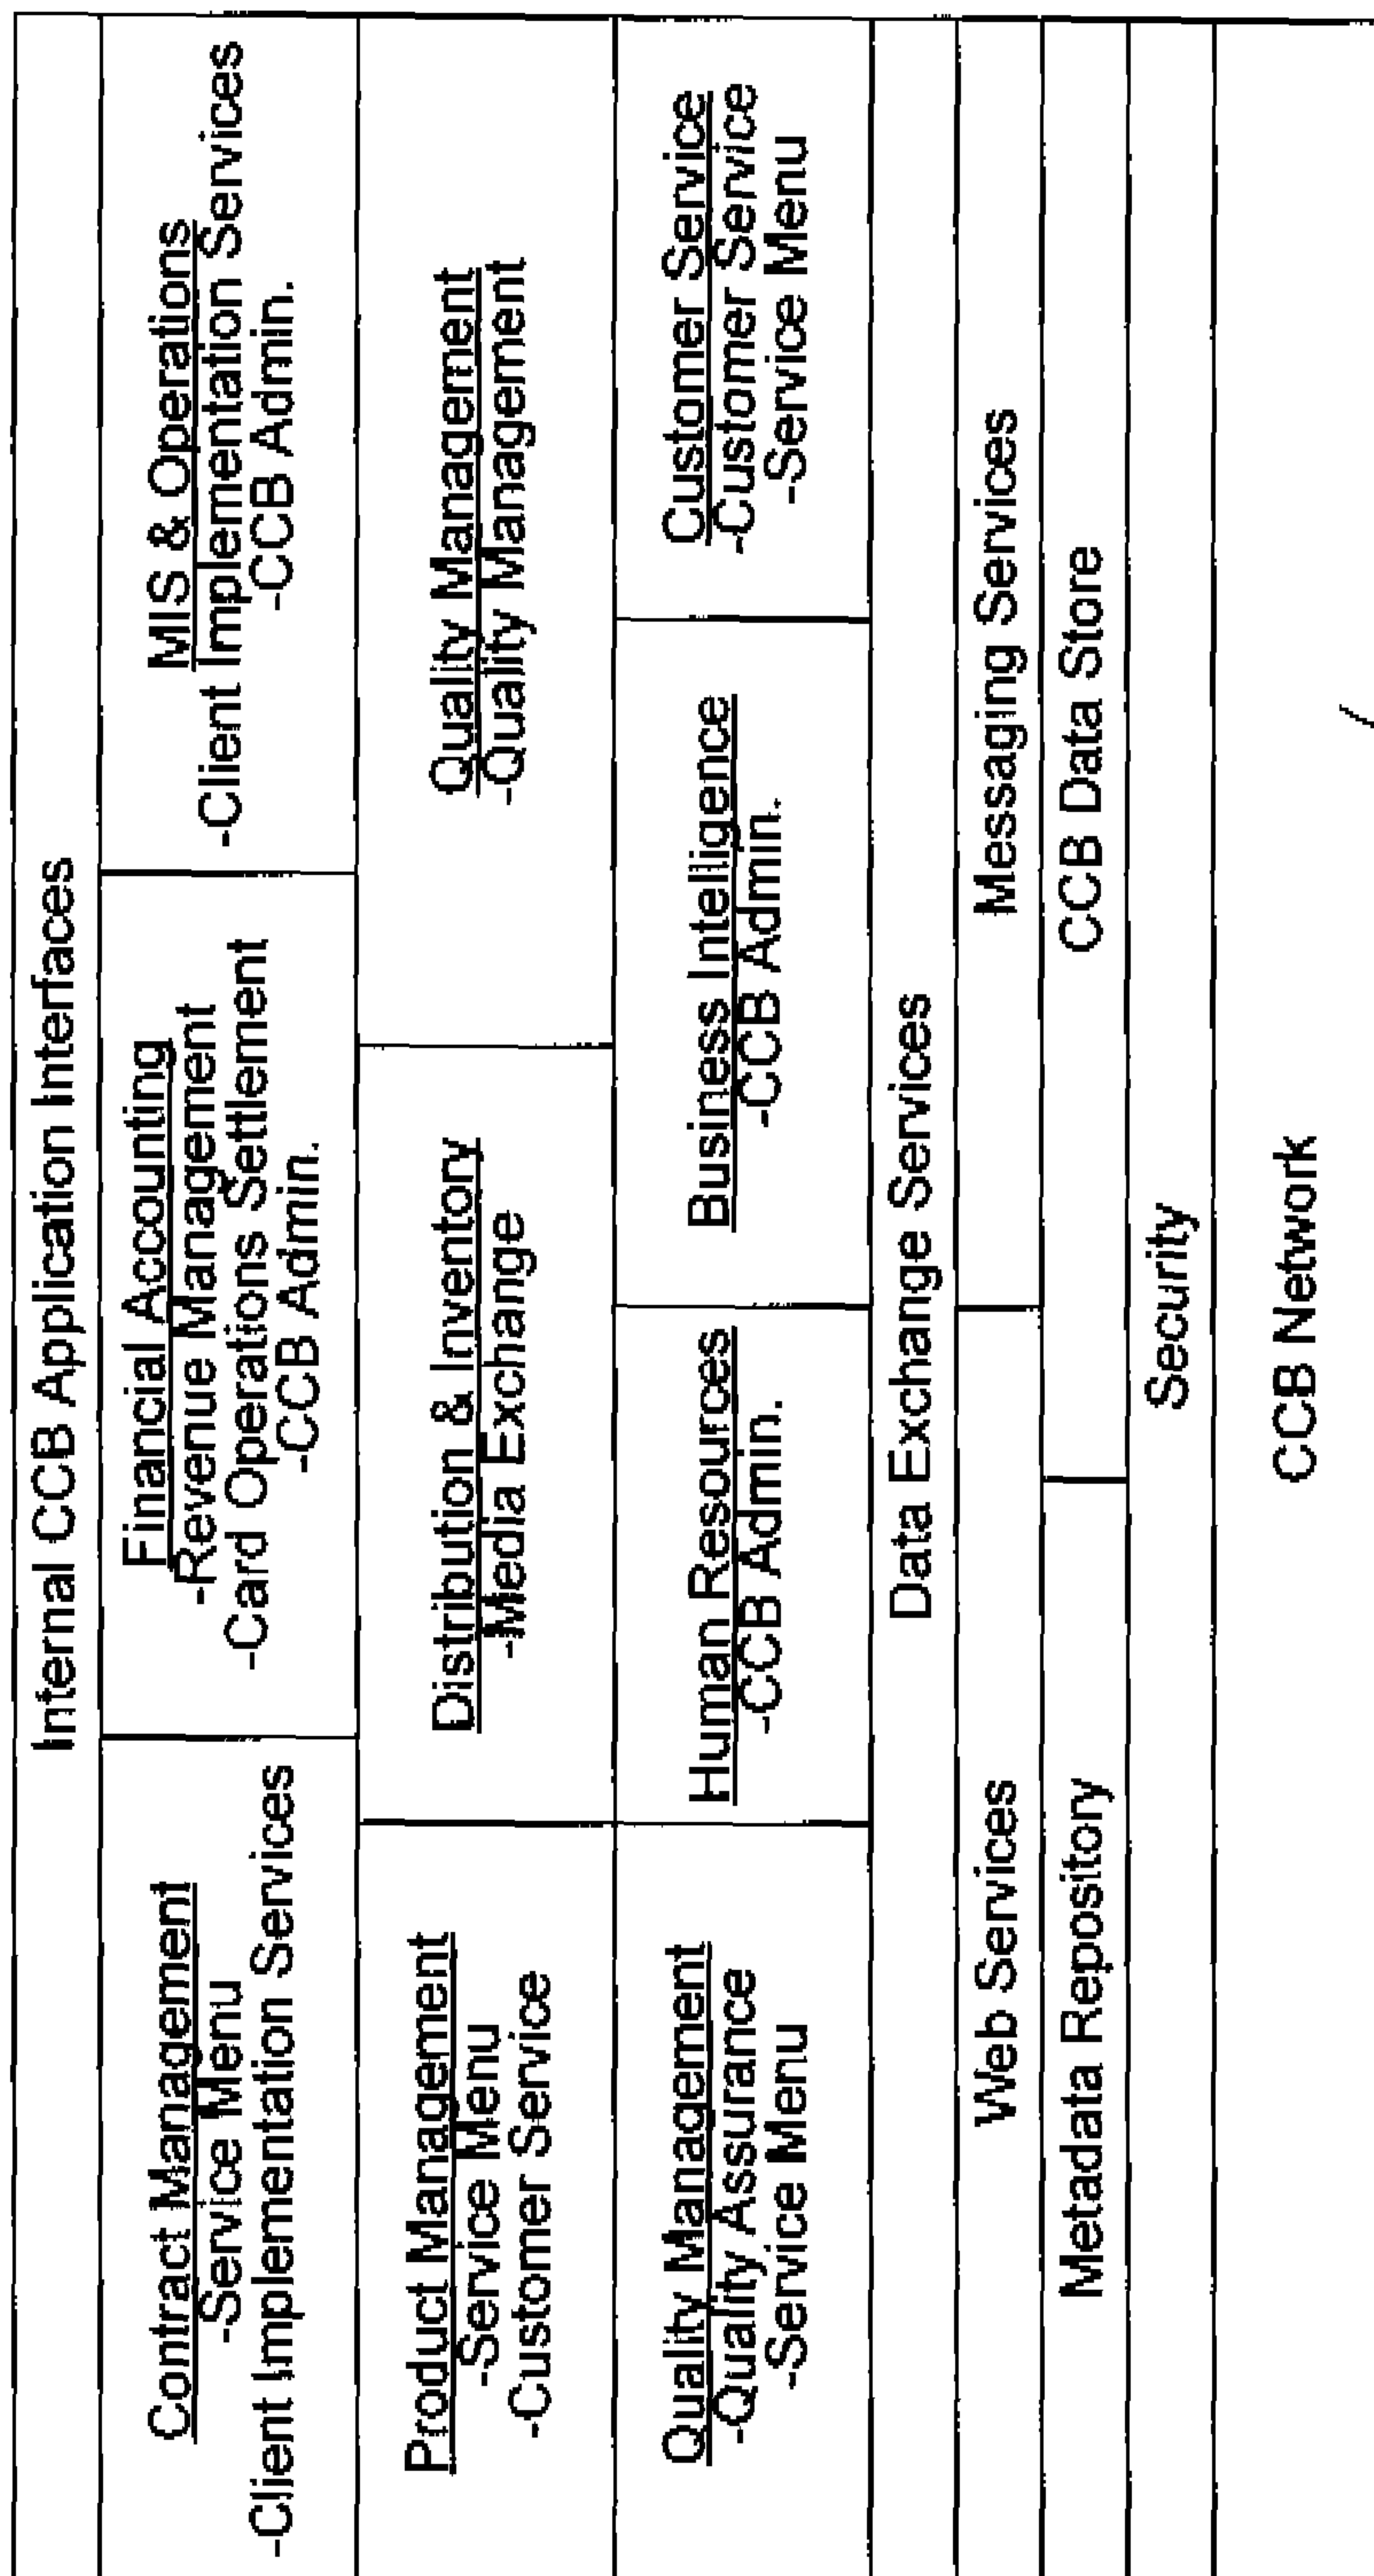 Internal CCB Application Interfaces
Contract Management
-Service Menu
-Client Implementation Services
Financial Accounting
-Revenue Management
-Card Operations Settlement
-CCB Admin.
MIS & Operations
-Client Implementation Services
-CCB Admin.
Product Management
-Service Menu
-Customer Service
Distribution & Inventory
-Media Exchange
Quality Management
-Quality Management
Quality Management
-Quality Assurance
-Service Menu
Human Resources
-CCB Admin.
Business Intelligence
-CCB Admin.
Customer Service
-Customer Service
-Service Menu
Data Exchange Services
Web Services
Messaging Services
Metadata Repository
CCB Data Store
Security
CCB Network